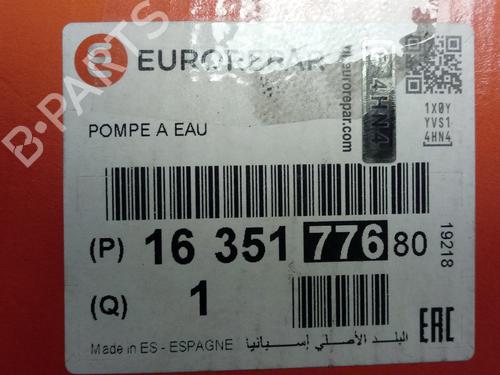 EUROREPAR
POMPE A EAU
(P) 16 351 776 80
(Q) 1
Made in ES - ESPAGNE
البلد الأصلي إسبانيا
EAC
19218
.eurorepar.com
4HN4
1X0Y
YVS1
4HN4
B-PARTS